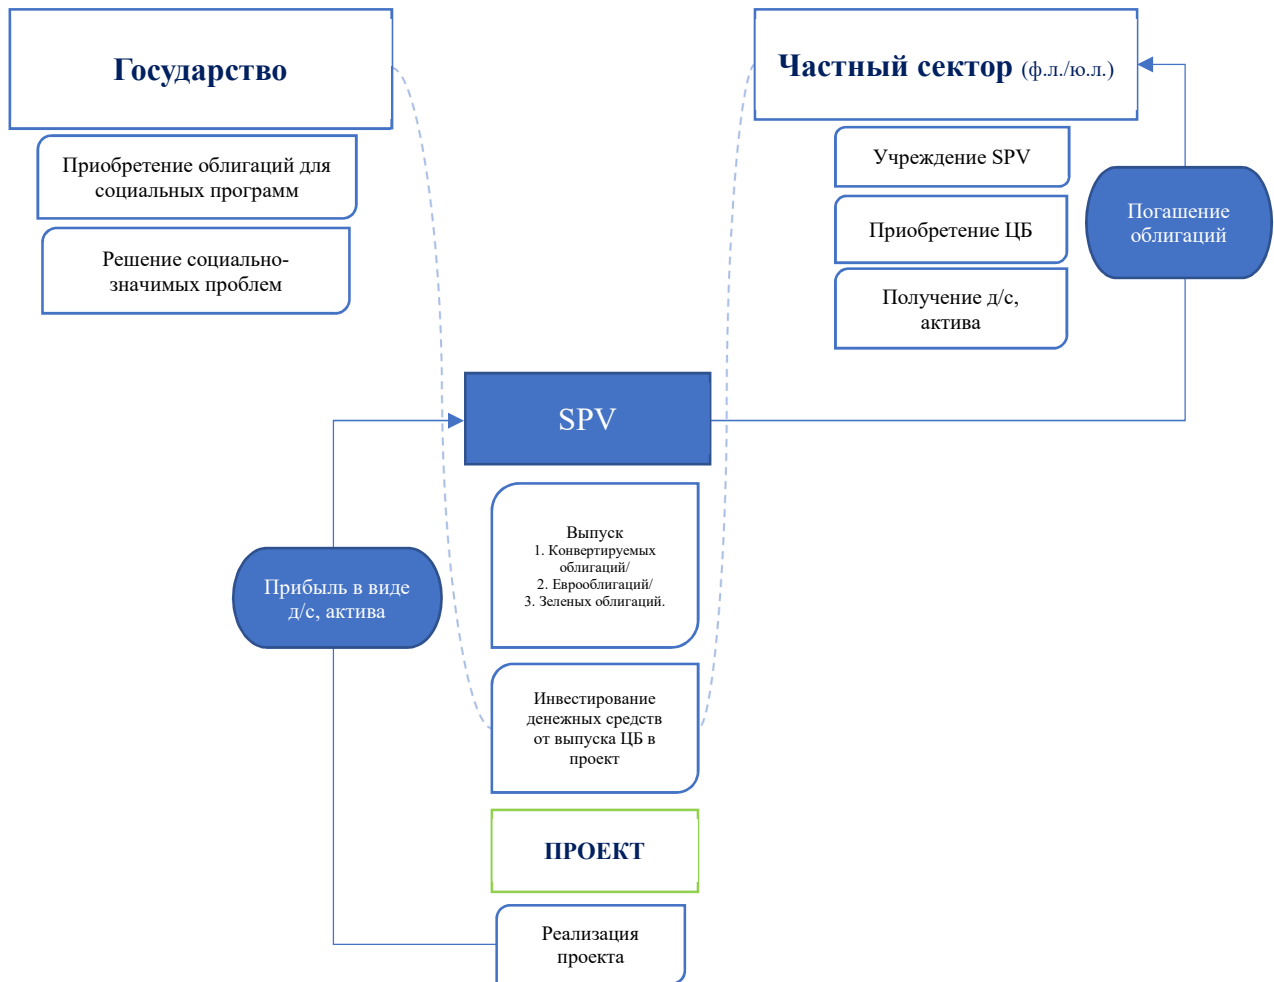 Государство
Приобретение облигаций для
социальных программ
Решение социально-
значимых проблем
Частный сектор (ф.л./ю.л.)
Учреждение SPV
Приобретение ЦБ
Получение д/с,
актива
Погашение
облигаций
SPV
Выпуск
1. Конвертируемых
облигаций/
2. Еврооблигаций/
3. Зеленых облигаций.
Прибыль в виде
д/с, актива
Инвестирование
денежных средств
от выпуска ЦБ в
проект
ПРОЕКТ
Реализация
проекта